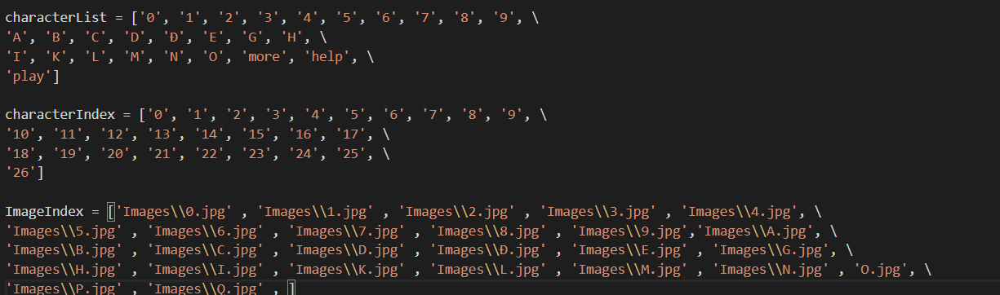 characterList = ['0', '1', '2', '3', '4', '5', '6', '7', '8', '9', \
'A', 'B', 'C', 'D', 'Đ', 'E', 'G', 'H', \
'I', 'K', 'L', 'M', 'N', 'O', 'more', 'help', \
'play']
characterIndex = ['0', '1', '2', '3', '4', '5', '6', '7', '8', '9', \
'10', '11', '12', '13', '14', '15', '16', '17', \
'18', '19', '20', '21', '22', '23', '24', '25', \
'26']
ImageIndex = ['Images\\0.jpg' , 'Images\\1.jpg' , 'Images\\2.jpg' , 'Images\\3.jpg' , 'Images\\4.jpg', \
'Images\\5.jpg' , 'Images\\6.jpg' , 'Images\\7.jpg' , 'Images\\8.jpg' , 'Images\\9.jpg','Images\\A.jpg', \
'Images\\B.jpg' , 'Images\\C.jpg' , 'Images\\D.jpg' , 'Images\\Đ.jpg' , 'Images\\E.jpg' , 'Images\\G.jpg', \
'Images\\H.jpg' , 'Images\\I.jpg' , 'Images\\K.jpg' , 'Images\\L.jpg' , 'Images\\M.jpg' , 'Images\\N.jpg' , 'O.jpg', \
'Images\\P.jpg' , 'Images\\Q.jpg' , ]